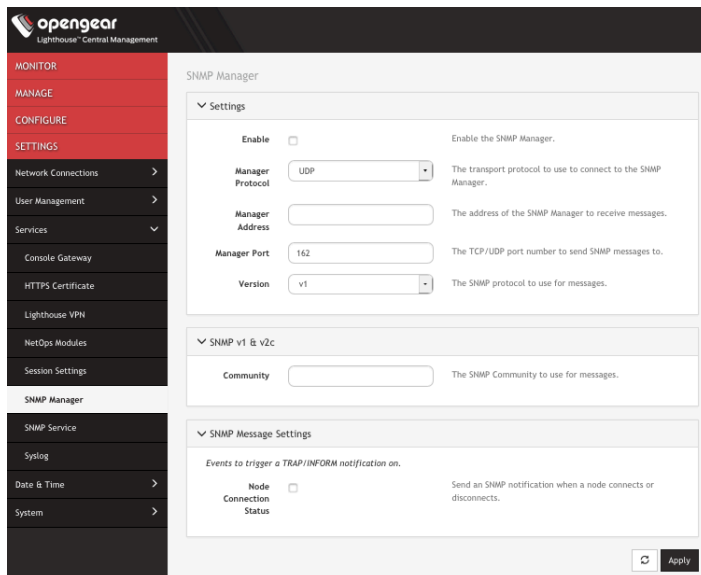 opengear
Lighthouse™ Central Management
MONITOR
MANAGE
CONFIGURE
SETTINGS
Network Connections
User Management
Services
Console Gateway
HTTPS Certificate
Lighthouse VPN
NetOps Modules
Session Settings
SNMP Manager
SNMP Service
Syslog
Date & Time
System
SNMP Manager
Settings
Enable
Enable the SNMP Manager.
Manager
Protocol
UDP
The transport protocol to use to connect to the SNMP
Manager.
Manager
Address
The address of the SNMP Manager to receive messages.
Manager Port
162
The TCP/UDP port number to send SNMP messages to.
Version
v1
The SNMP protocol to use for messages.
SNMP v1 & v2c
Community
The SNMP Community to use for messages.
SNMP Message Settings
Events to trigger a TRAP/INFORM notification on.
Node
Connection
Status
Send an SNMP notification when a node connects or
disconnects.
Apply